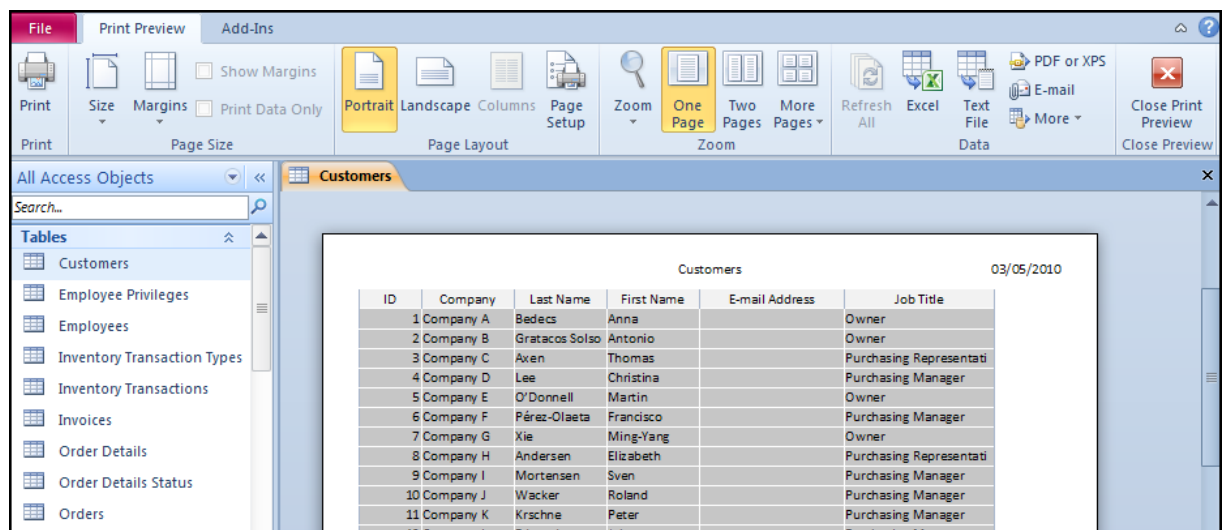 File Print Preview Add-Ins
Print
Size
Margins
Show Margins
Print Data Only
Portrait
Landscape
Columns
Page Setup
Zoom
One Page
Two Pages
More Pages
Refresh All
Excel
Text File
PDF or XPS
E-mail
More
Close Print Preview
Print Page Size Page Layout Zoom Data Close Preview
All Access Objects
Customers
Search...
Tables
Customers
Employee Privileges
Employees
Inventory Transaction Types
Inventory Transactions
Invoices
Order Details
Order Details Status
Orders
Customers 03/05/2010
ID Company Last Name First Name E-mail Address Job Title
1 Company A Bedecs Anna Owner
2 Company B Gratacos Solso Antonio Owner
3 Company C Axen Thomas Purchasing Representati
4 Company D Lee Christina Purchasing Manager
5 Company E O'Donnell Martin Owner
6 Company F Pérez-Olaeta Francisco Purchasing Manager
7 Company G Xie Ming-Yang Owner
8 Company H Andersen Elizabeth Purchasing Representati
9 Company I Mortensen Sven Purchasing Manager
10 Company J Wacker Roland Purchasing Manager
11 Company K Krschne Peter Purchasing Manager